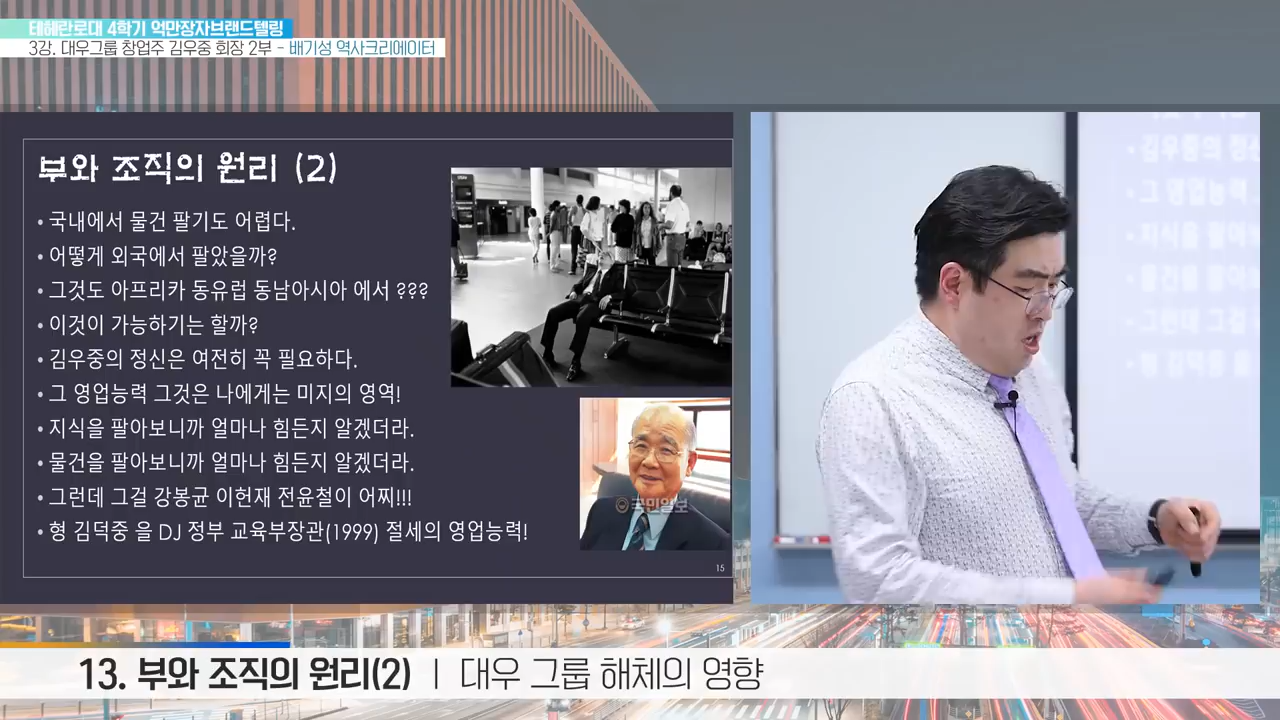 테헤란로대 4학기 억만장자브랜드텔링
3강. 대우그룹 창업주 김우중 회장 2부 - 배기성 역사크리에이터
부와 조직의 원리 (2)
• 국내에서 물건 팔기도 어렵다.
• 어떻게 외국에서 팔았을까?
• 그것도 아프리카 동유럽 동남아시아 에서 ???
• 이것이 가능하기는 할까?
• 김우중의 정신은 여전히 꼭 필요하다.
• 그 영업능력 그것은 나에게는 미지의 영역!
• 지식을 팔아보니까 얼마나 힘든지 알겠더라.
• 물건을 팔아보니까 얼마나 힘든지 알겠더라.
• 그런데 그걸 강봉균 이헌재 전윤철이 어찌!!!
• 형 김덕중 을 DJ 정부 교육부장관(1999) 절세의 영업능력!
국민일보
15
• 김우중의 정신
• 그 영업능력
• 지식을 팔아보
• 물건을 팔아보
• 그런데 그걸
• 형 김덕중 을
13. 부와 조직의 원리(2) ㅣ 대우 그룹 해체의 영향